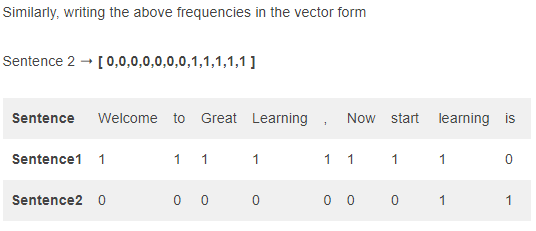 Similarly, writing the above frequencies in the vector form
Sentence 2 → [ 0,0,0,0,0,0,0,1,1,1,1,1 ]
Sentence Welcome to Great Learning , Now start learning is
Sentence1 1 1 1 1 1 1 1 1 0
Sentence2 0 0 0 0 0 0 0 1 1